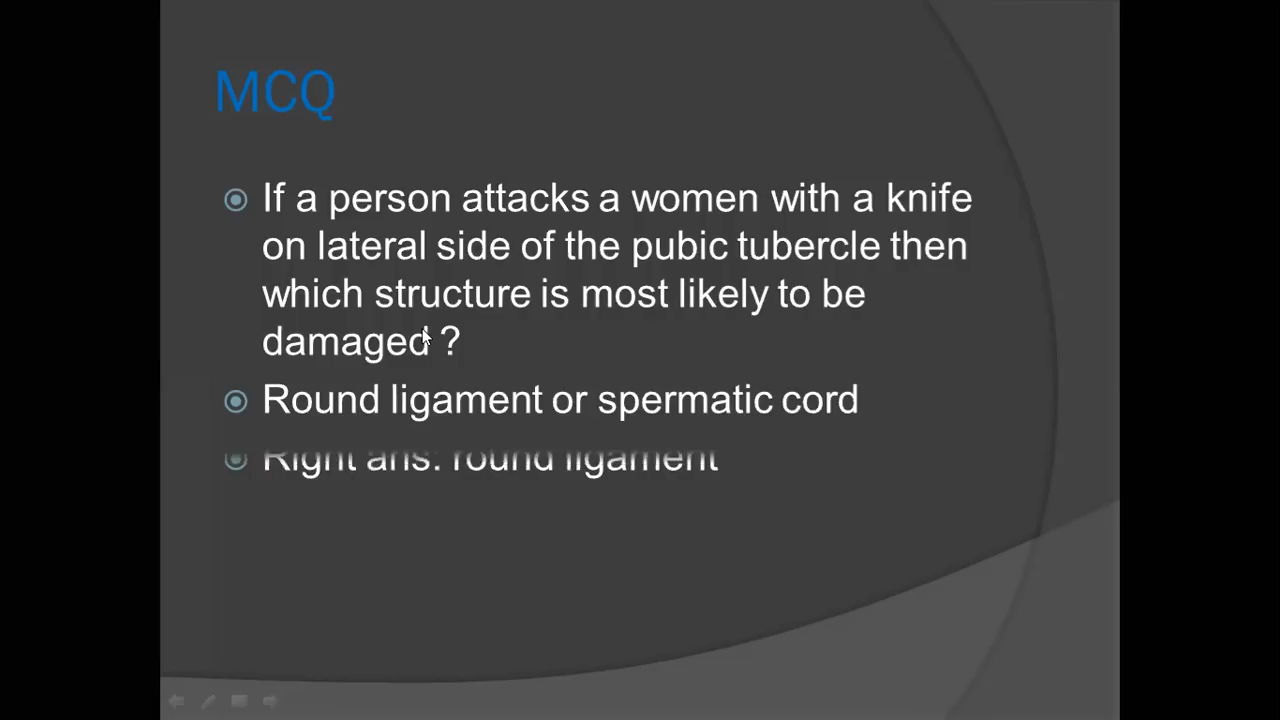 MCQ
If a person attacks a women with a knife
on lateral side of the pubic tubercle then
which structure is most likely to be
damaged ?
Round ligament or spermatic cord
Right ans: round ligament